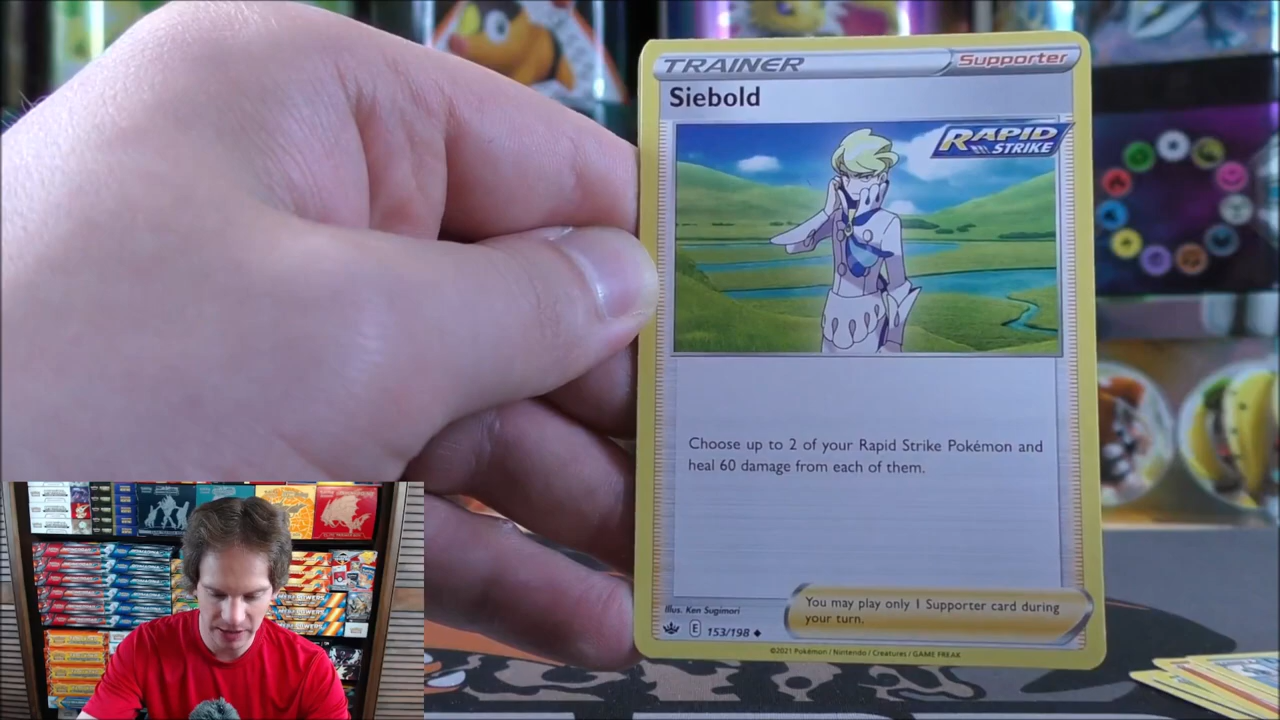 TRAINER Supporter
Siebold
RAPID
STRIKE
Choose up to 2 of your Rapid Strike Pokémon and
heal 60 damage from each of them.
You may play only 1 Supporter card during
your turn.
Illus. Ken Sugimori
E 153/198
©2021 Pokémon / Nintendo / Creatures / GAME FREAK